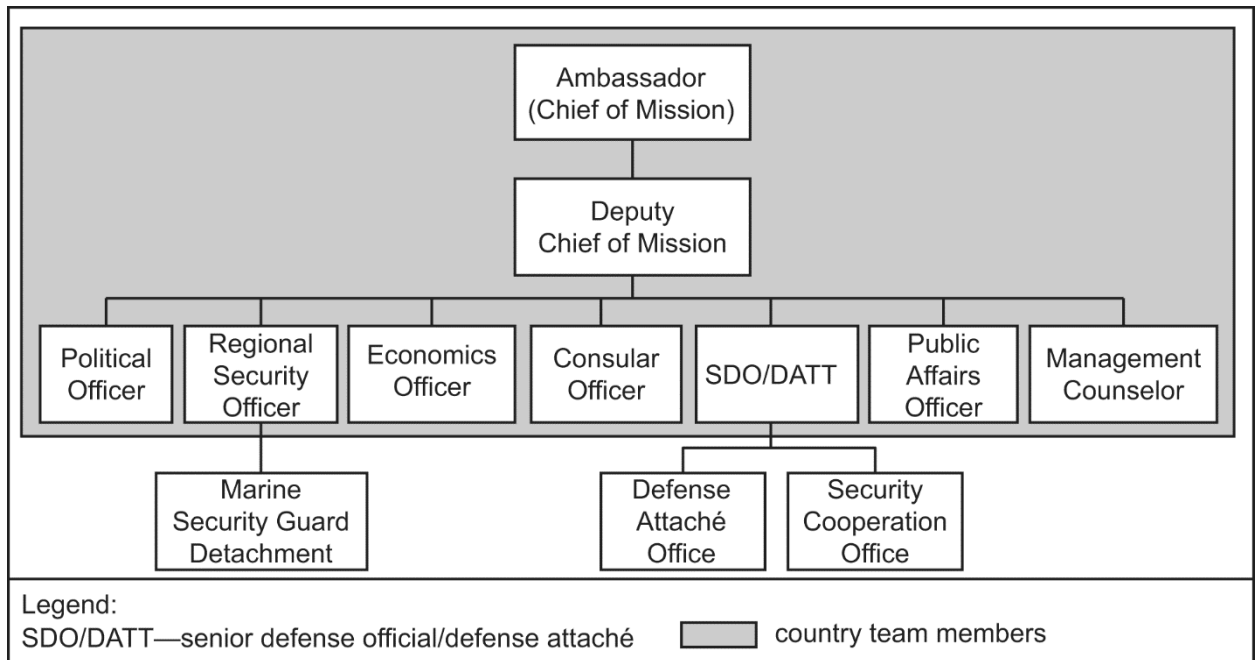 Ambassador
(Chief of Mission)
Deputy
Chief of Mission
Political
Officer
Regional
Security
Officer
Economics
Officer
Consular
Officer
SDO/DATT
Public
Affairs
Officer
Management
Counselor
Marine
Security Guard
Detachment
Defense
Attaché
Office
Security
Cooperation
Office
Legend:
SDO/DATT—senior defense official/defense attaché
country team members